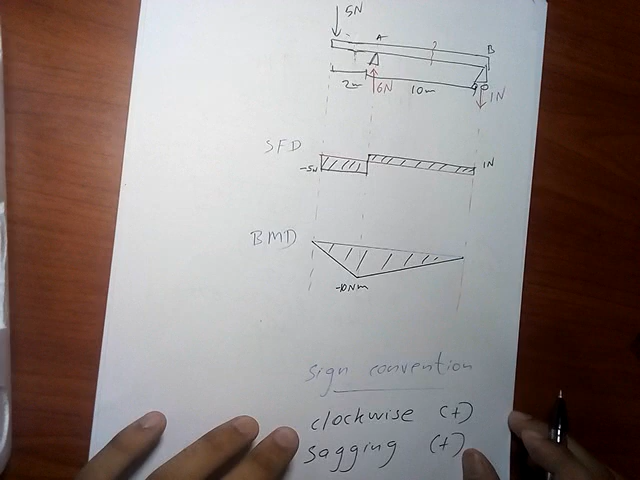 5N
A
B
2m
6N
10m
1N
SFD
-5N
1N
BMD
-10Nm
sign convention
clockwise (+)
sagging (+)